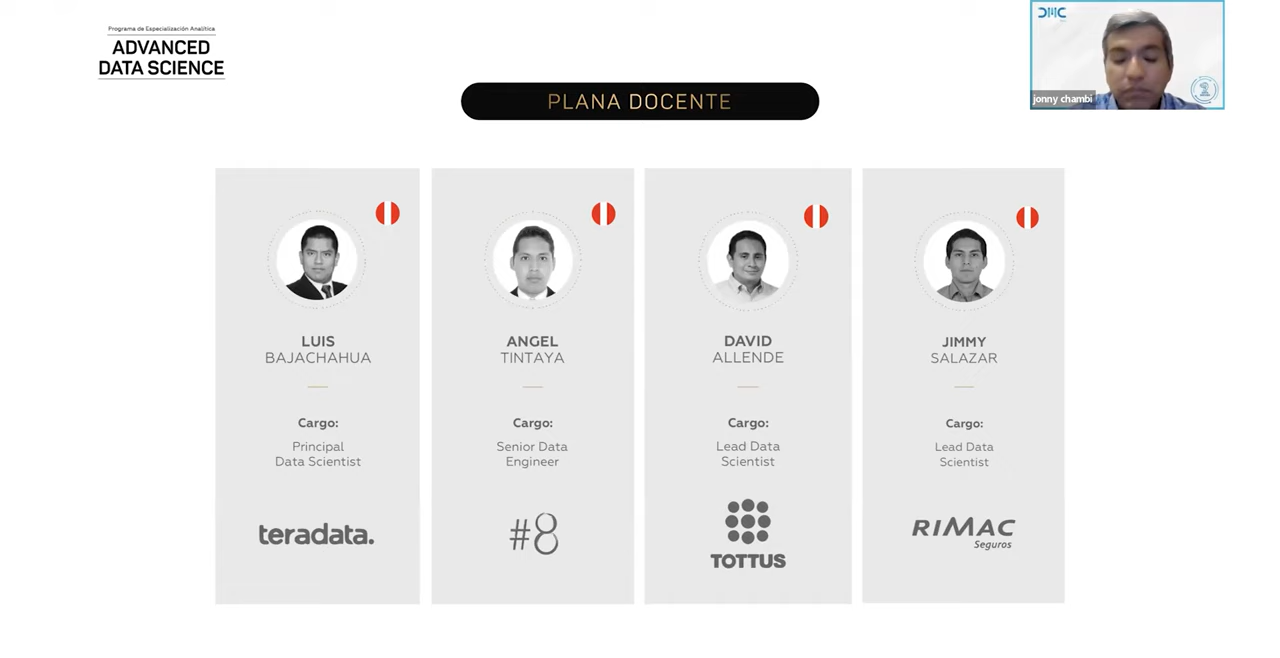 Programa de Especialización Analítica
ADVANCED
DATA SCIENCE
DMC
jonny chambi
PLANA DOCENTE
LUIS
BAJACHAHUA
Cargo:
Principal
Data Scientist
teradata.
ANGEL
TINTAYA
Cargo:
Senior Data
Engineer
#8
DAVID
ALLENDE
Cargo:
Lead Data
Scientist
TOTTUS
JIMMY
SALAZAR
Cargo:
Lead Data
Scientist
RIMAC
Seguros